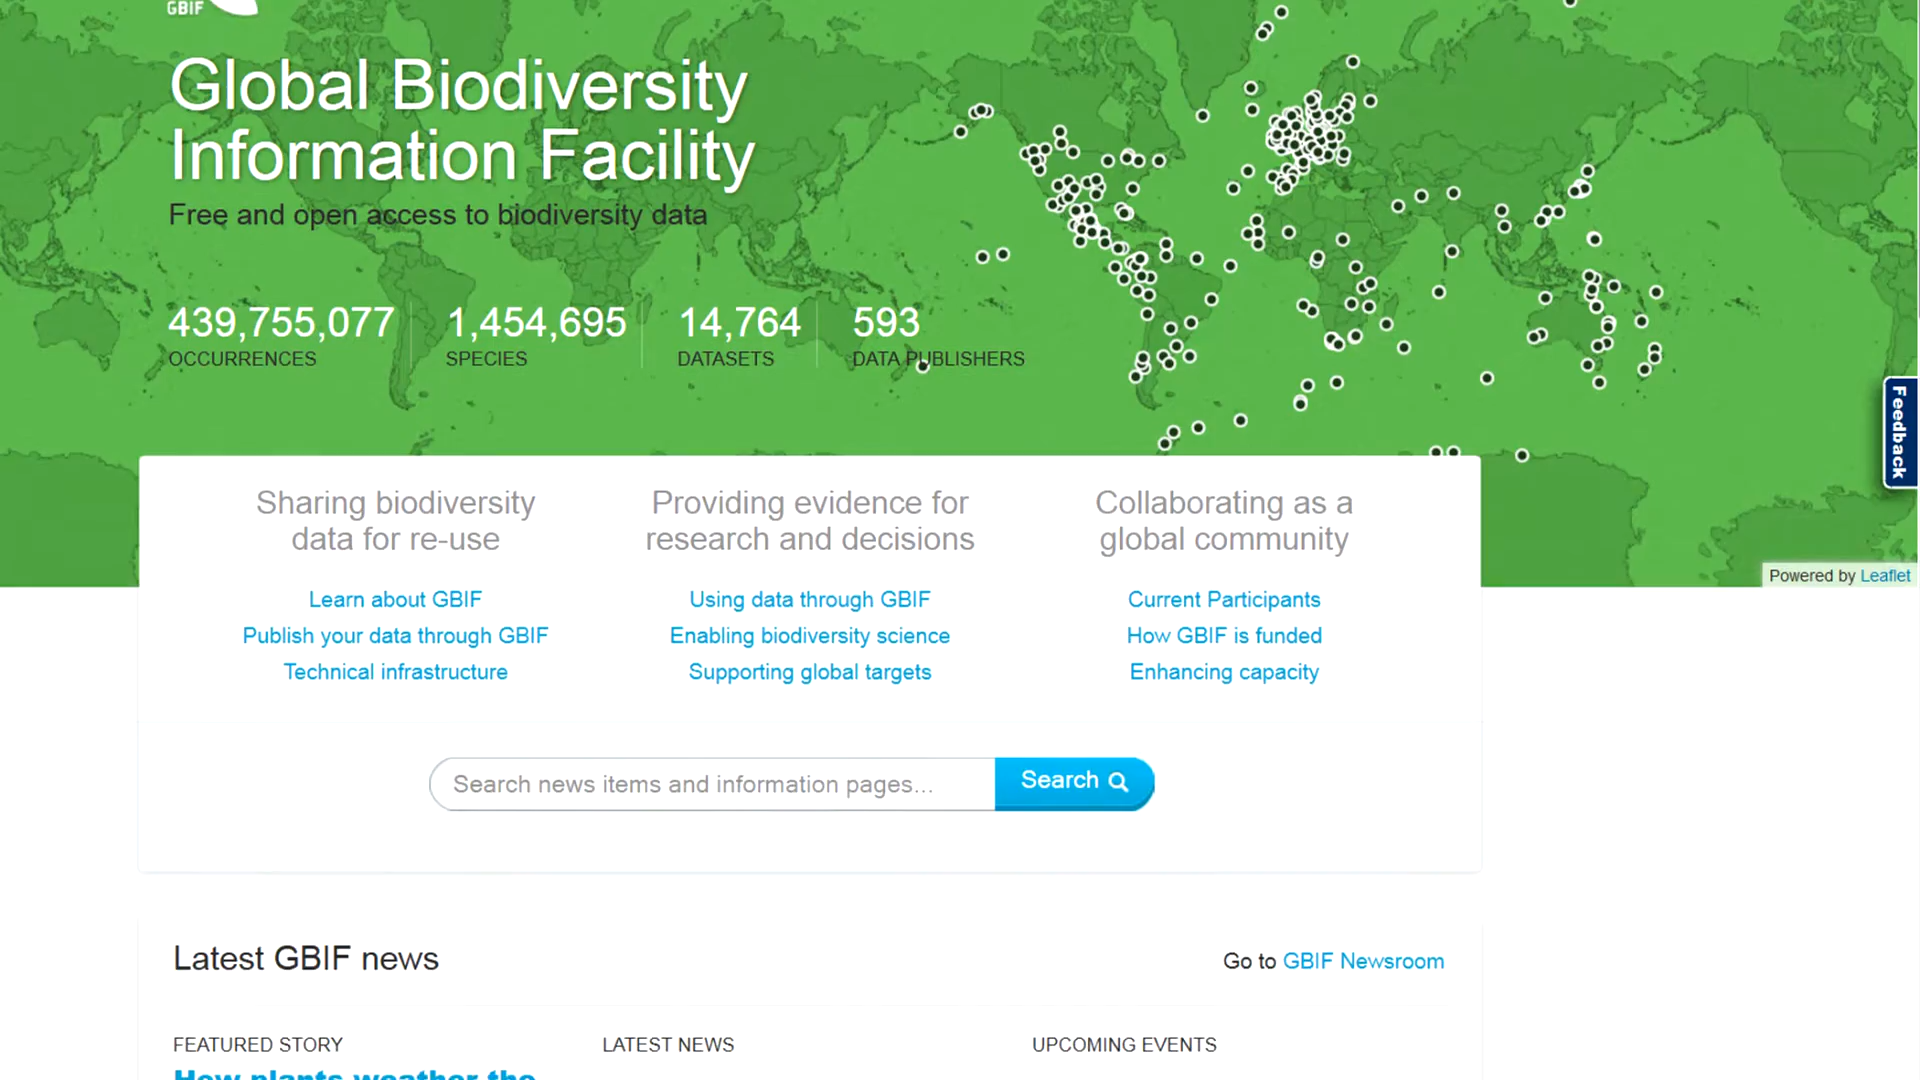 GBIF
Global Biodiversity
Information Facility
Free and open access to biodiversity data
439,755,077
OCCURRENCES
1,454,695
SPECIES
14,764
DATASETS
593
DATA PUBLISHERS
Feedback
Powered by Leaflet
Sharing biodiversity
data for re-use
Learn about GBIF
Publish your data through GBIF
Technical infrastructure
Providing evidence for
research and decisions
Using data through GBIF
Enabling biodiversity science
Supporting global targets
Collaborating as a
global community
Current Participants
How GBIF is funded
Enhancing capacity
Search news items and information pages...
Search
Latest GBIF news
Go to GBIF Newsroom
FEATURED STORY
How plants weather the
LATEST NEWS
UPCOMING EVENTS